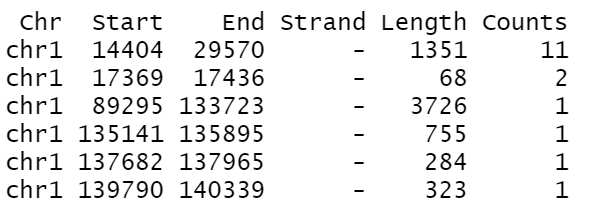 Chr Start End Strand Length Counts
chr1 14404 29570 - 1351 11
chr1 17369 17436 - 68 2
chr1 89295 133723 - 3726 1
chr1 135141 135895 - 755 1
chr1 137682 137965 - 284 1
chr1 139790 140339 - 323 1